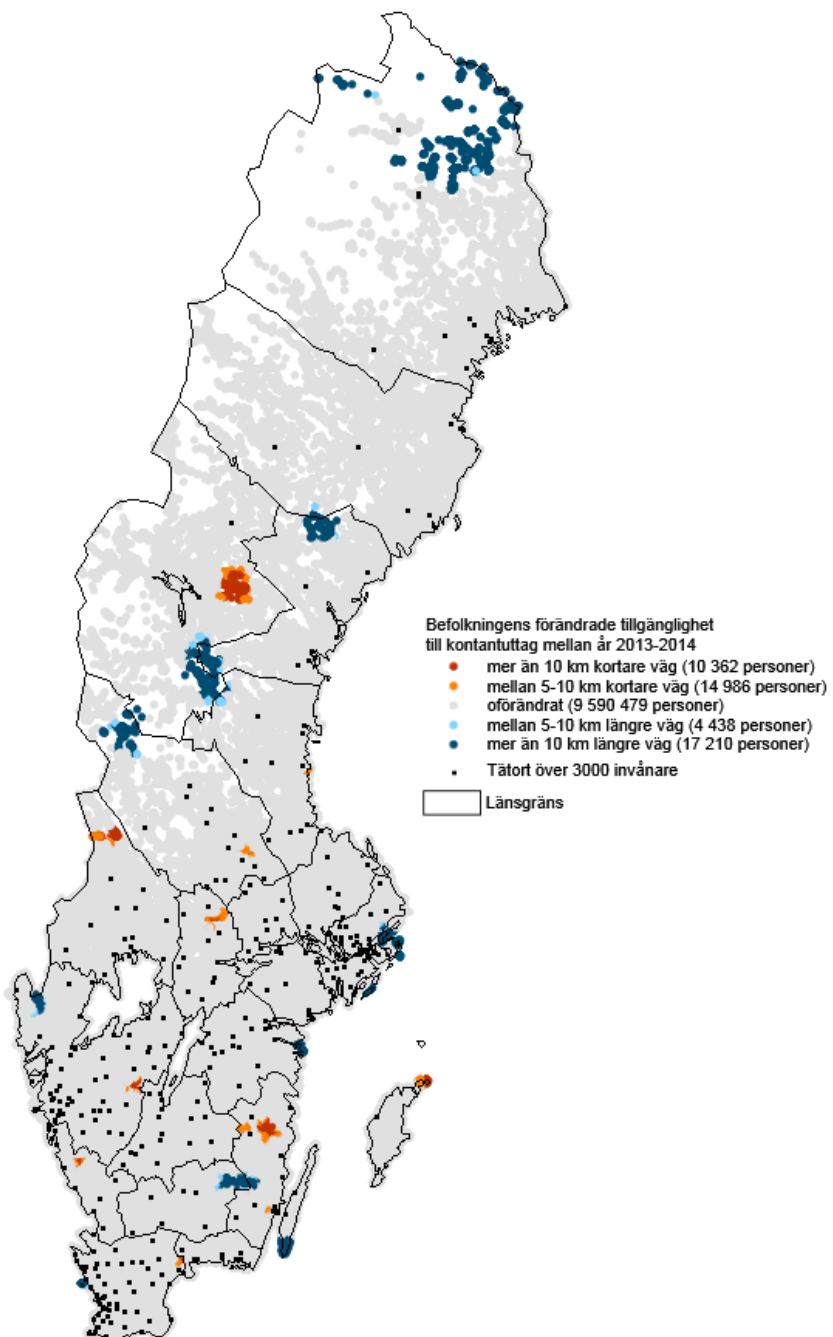 Befolkningens förändrade tillgänglighet
till kontantuttag mellan år 2013-2014
mer än 10 km kortare väg (10 362 personer)
mellan 5-10 km kortare väg (14 986 personer)
oförändrat (9 590 479 personer)
mellan 5-10 km längre väg (4 438 personer)
mer än 10 km längre väg (17 210 personer)
Tätort över 3000 invånare
Länsgräns